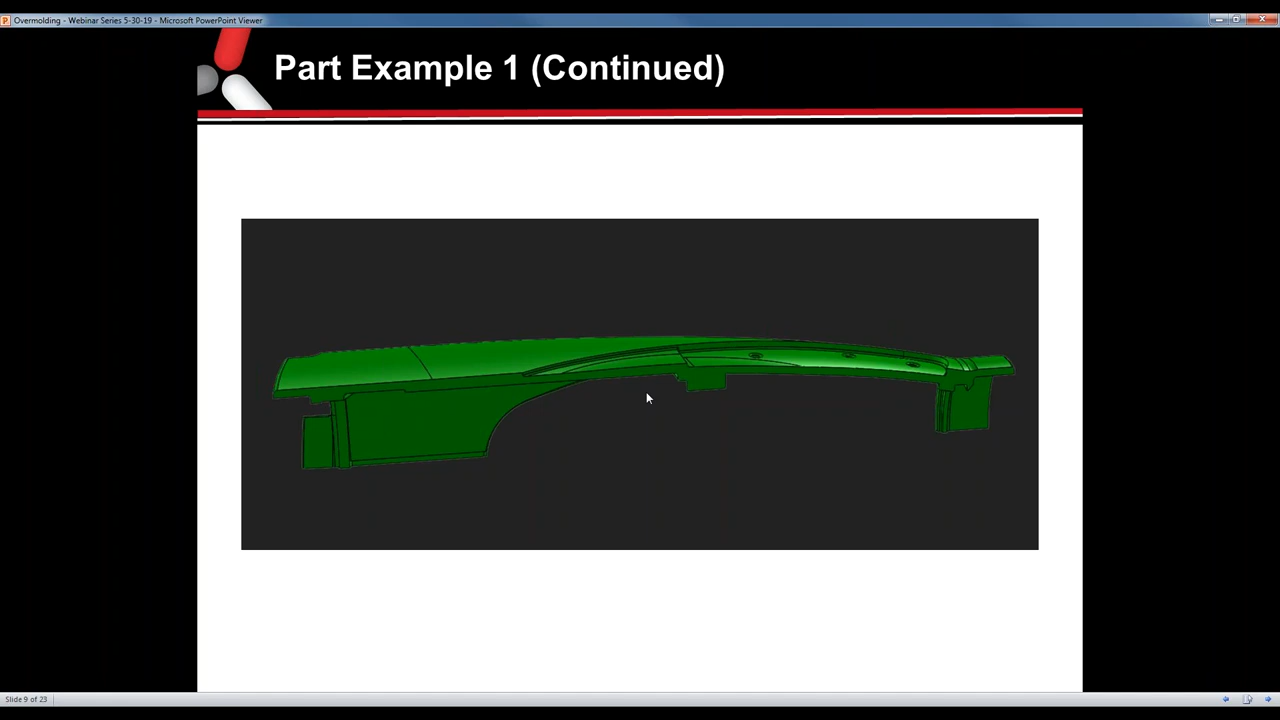 Overmolding - Webinar Series 5-30-19 - Microsoft PowerPoint Viewer
Part Example 1 (Continued)
Slide 9 of 23